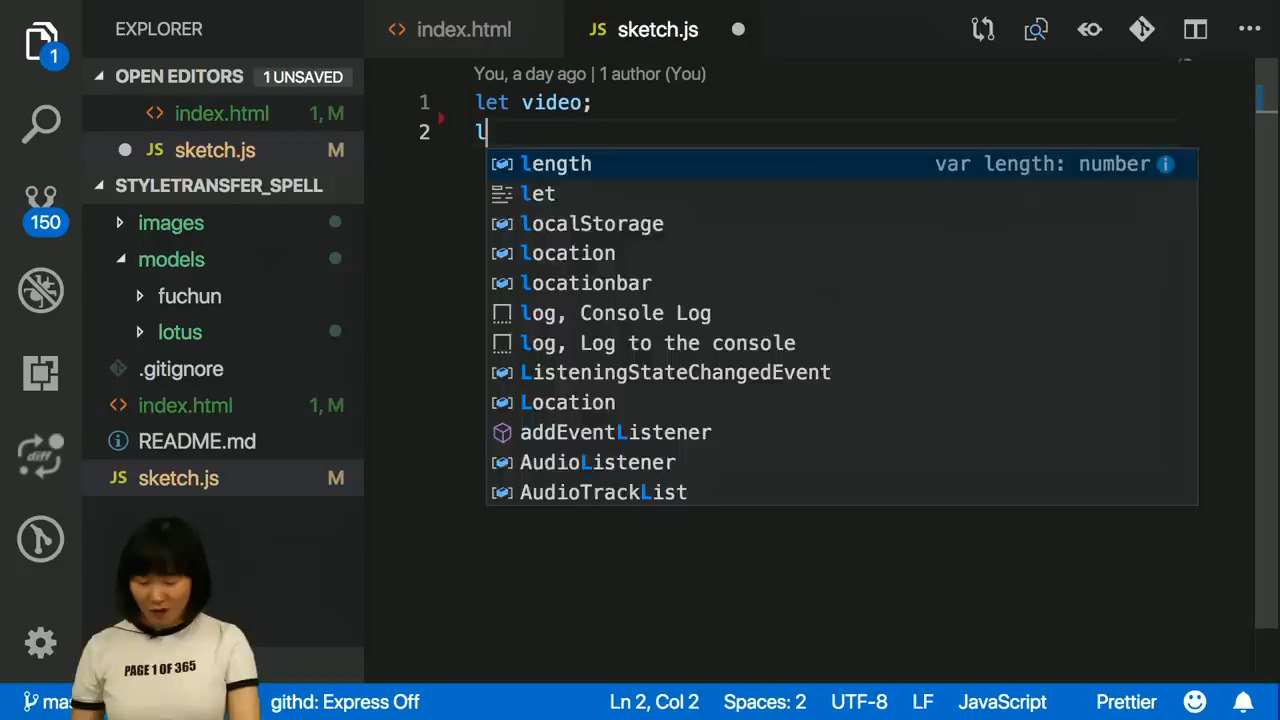 EXPLORER
index.html
sketch.js
1
OPEN EDITORS 1 UNSAVED
You, a day ago | 1 author (You)
index.html 1, M
1 let video;
2 l
JS sketch.js M
length var length: number
STYLETRANSFER_SPELL
let
150
images
localStorage
models
location
fuchun
locationbar
lotus
log, Console Log
log, Log to the console
.gitignore
ListeningStateChangedEvent
index.html 1, M
Location
README.md
addEventListener
diff
AudioListener
JS sketch.js M
AudioTrackList
PAGE 1 OF 365
mas
githd: Express Off
Ln 2, Col 2
Spaces: 2
UTF-8
LF
JavaScript
Prettier